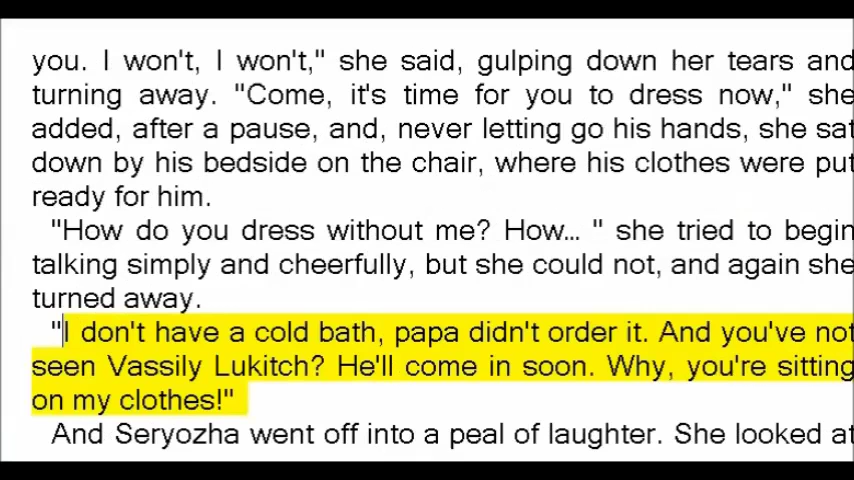 you. I won't, I won't," she said, gulping down her tears and
turning away. "Come, it's time for you to dress now," she
added, after a pause, and, never letting go his hands, she sat
down by his bedside on the chair, where his clothes were put
ready for him.
"How do you dress without me? How... " she tried to begin
talking simply and cheerfully, but she could not, and again she
turned away.
"I don't have a cold bath, papa didn't order it. And you've not
seen Vassily Lukitch? He'll come in soon. Why, you're sitting
on my clothes!"
And Seryozha went off into a peal of laughter. She looked at